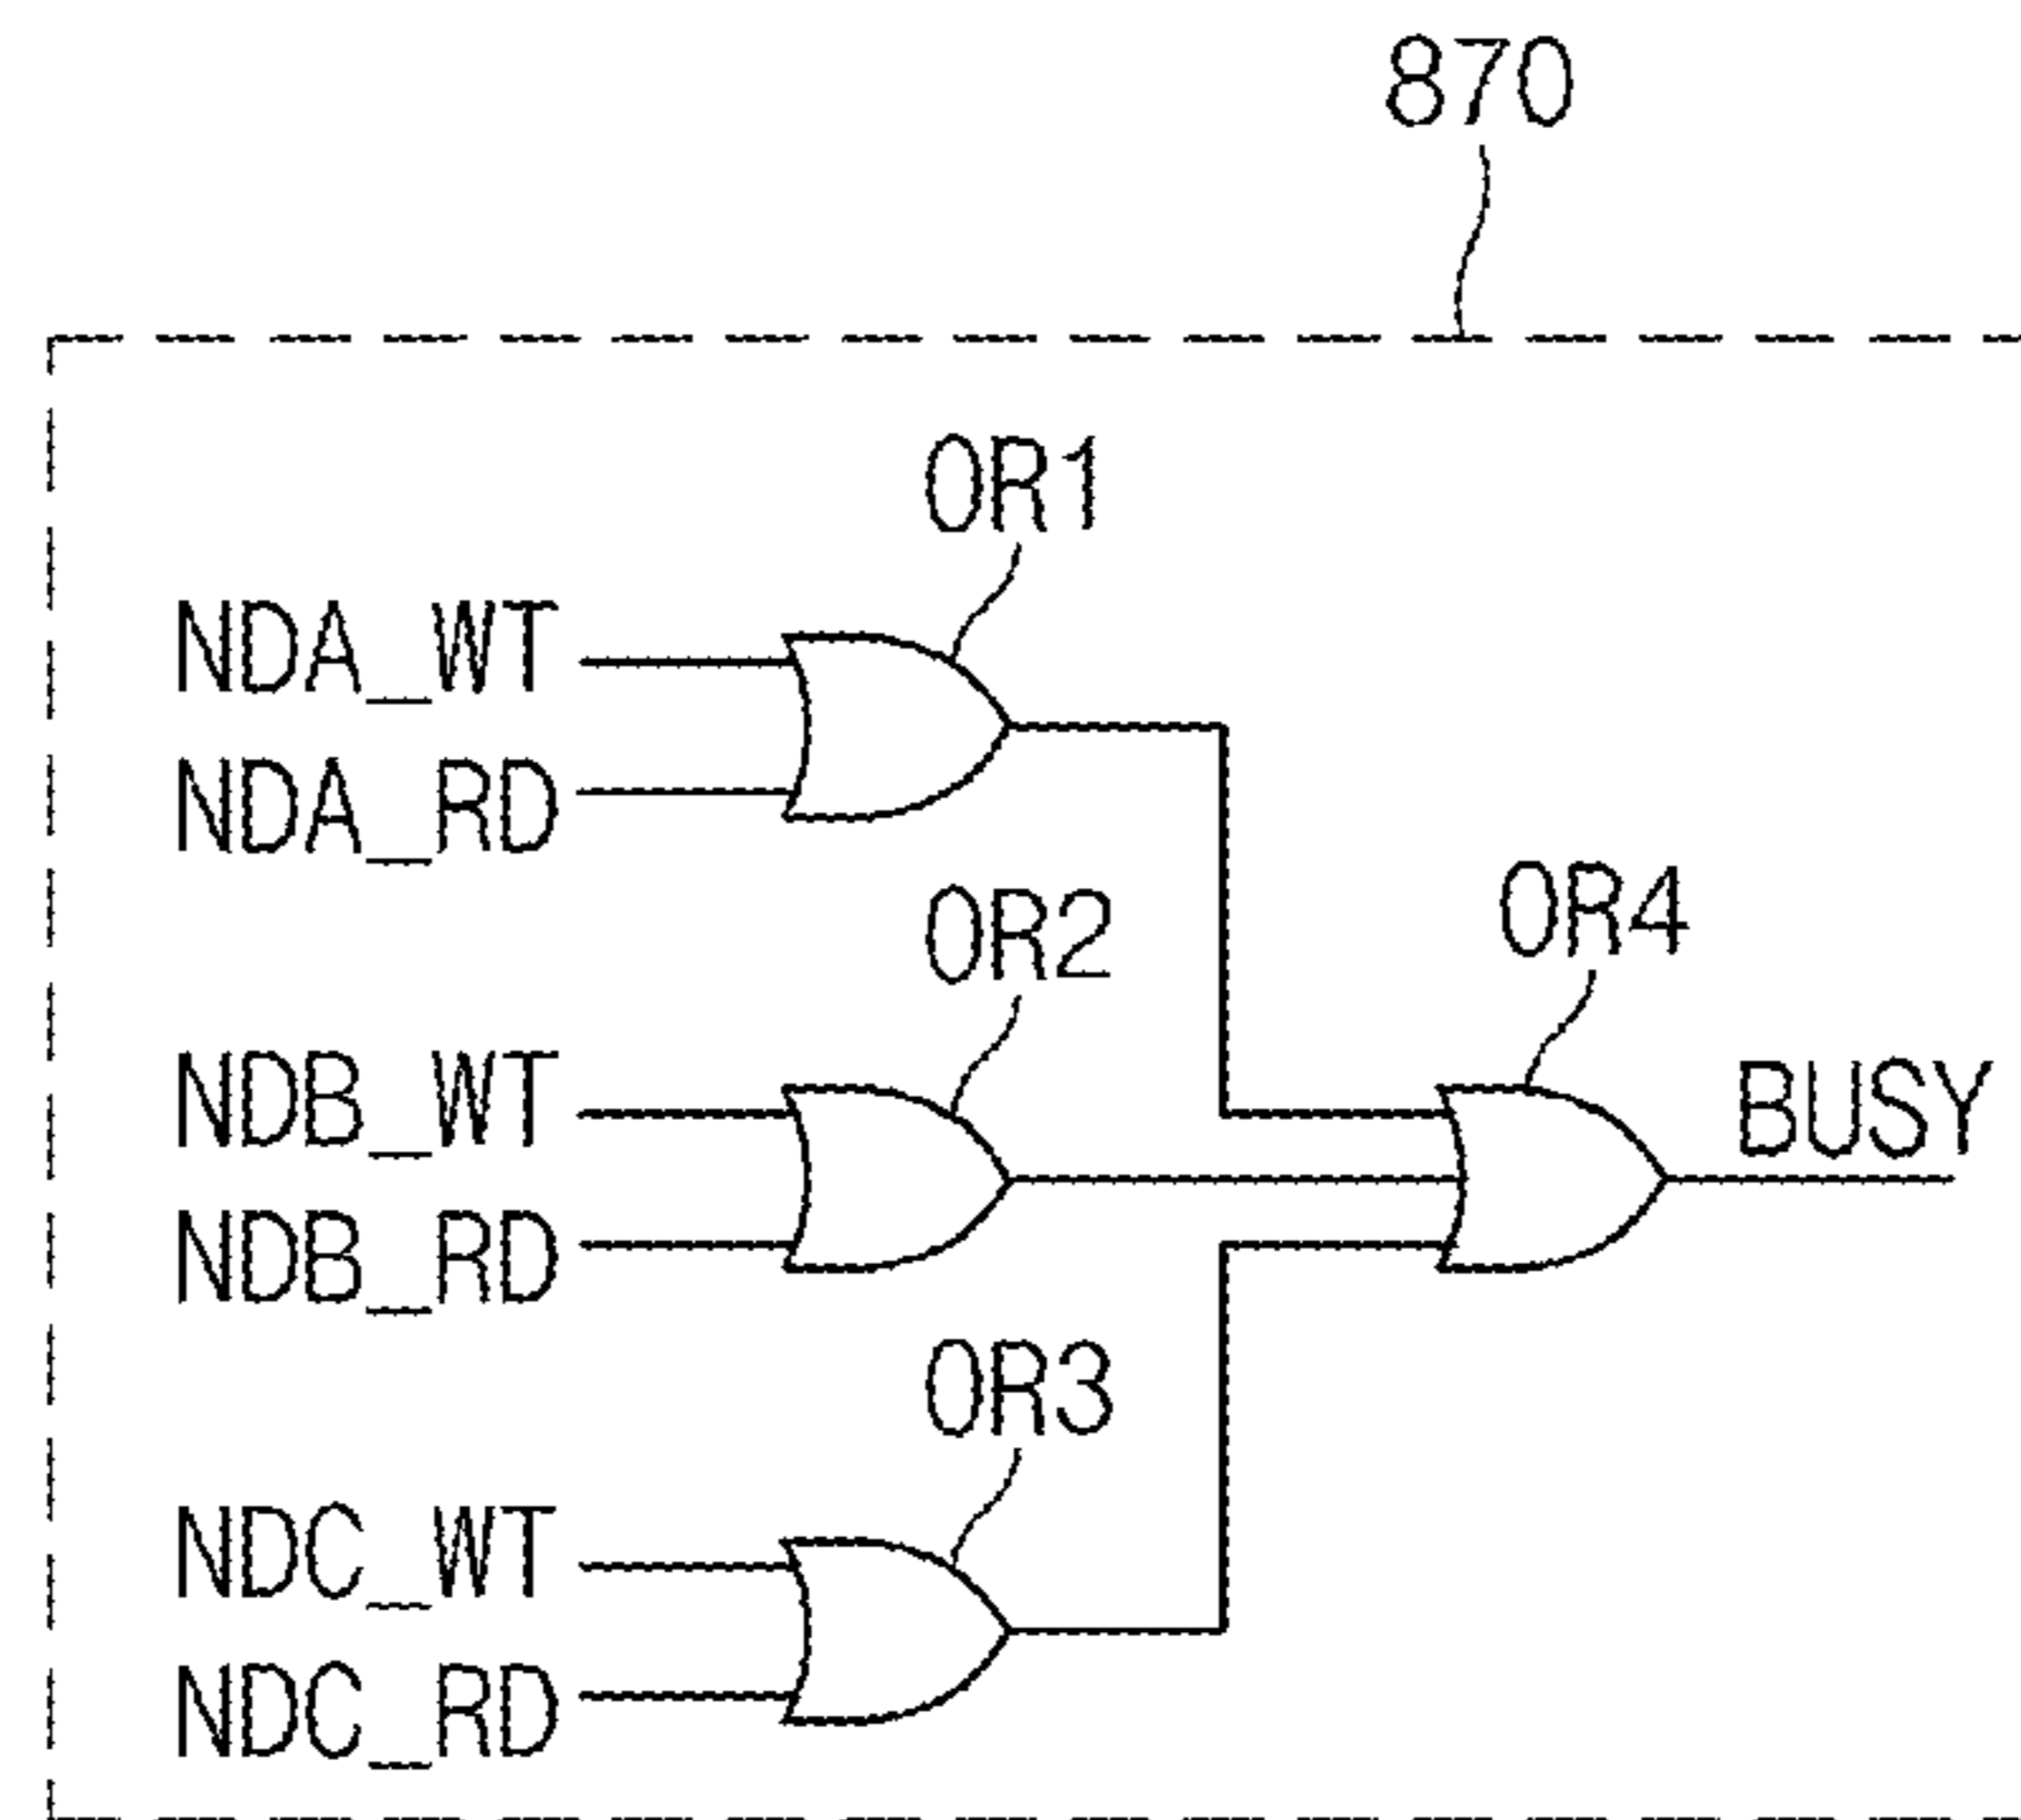 870
OR1
NDA_WT
NDA_RD
OR2
OR4
NDB_WT
BUSY
NDB_RD
OR3
NDC_WT
NDC_RD